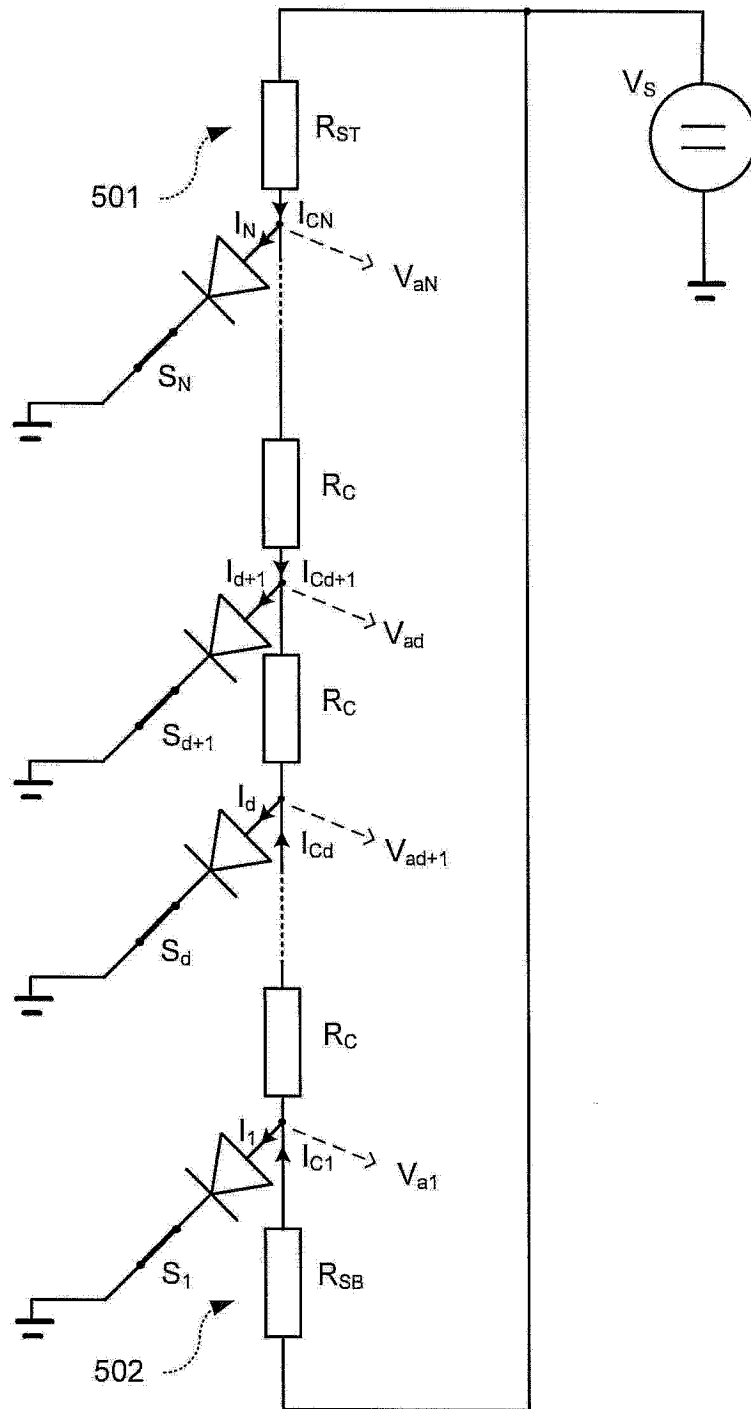 V_S
R_ST
501
I_N
I_CN
V_aN
S_N
R_C
I_d+1
I_Cd+1
V_ad
R_C
S_d+1
I_d
I_Cd
V_ad+1
S_d
R_C
I_1
I_C1
V_a1
S_1
R_SB
502